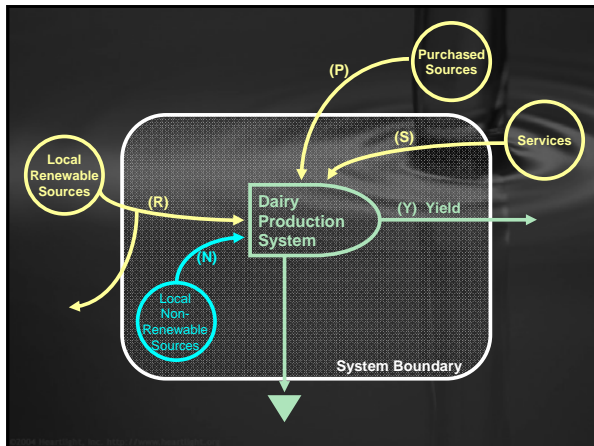 Purchased
Sources
(P)
Services
(S)
Local
Renewable
Sources
(R)
Dairy
Production
System
(Y) Yield
(N)
Local
Non-
Renewable
Sources
System Boundary